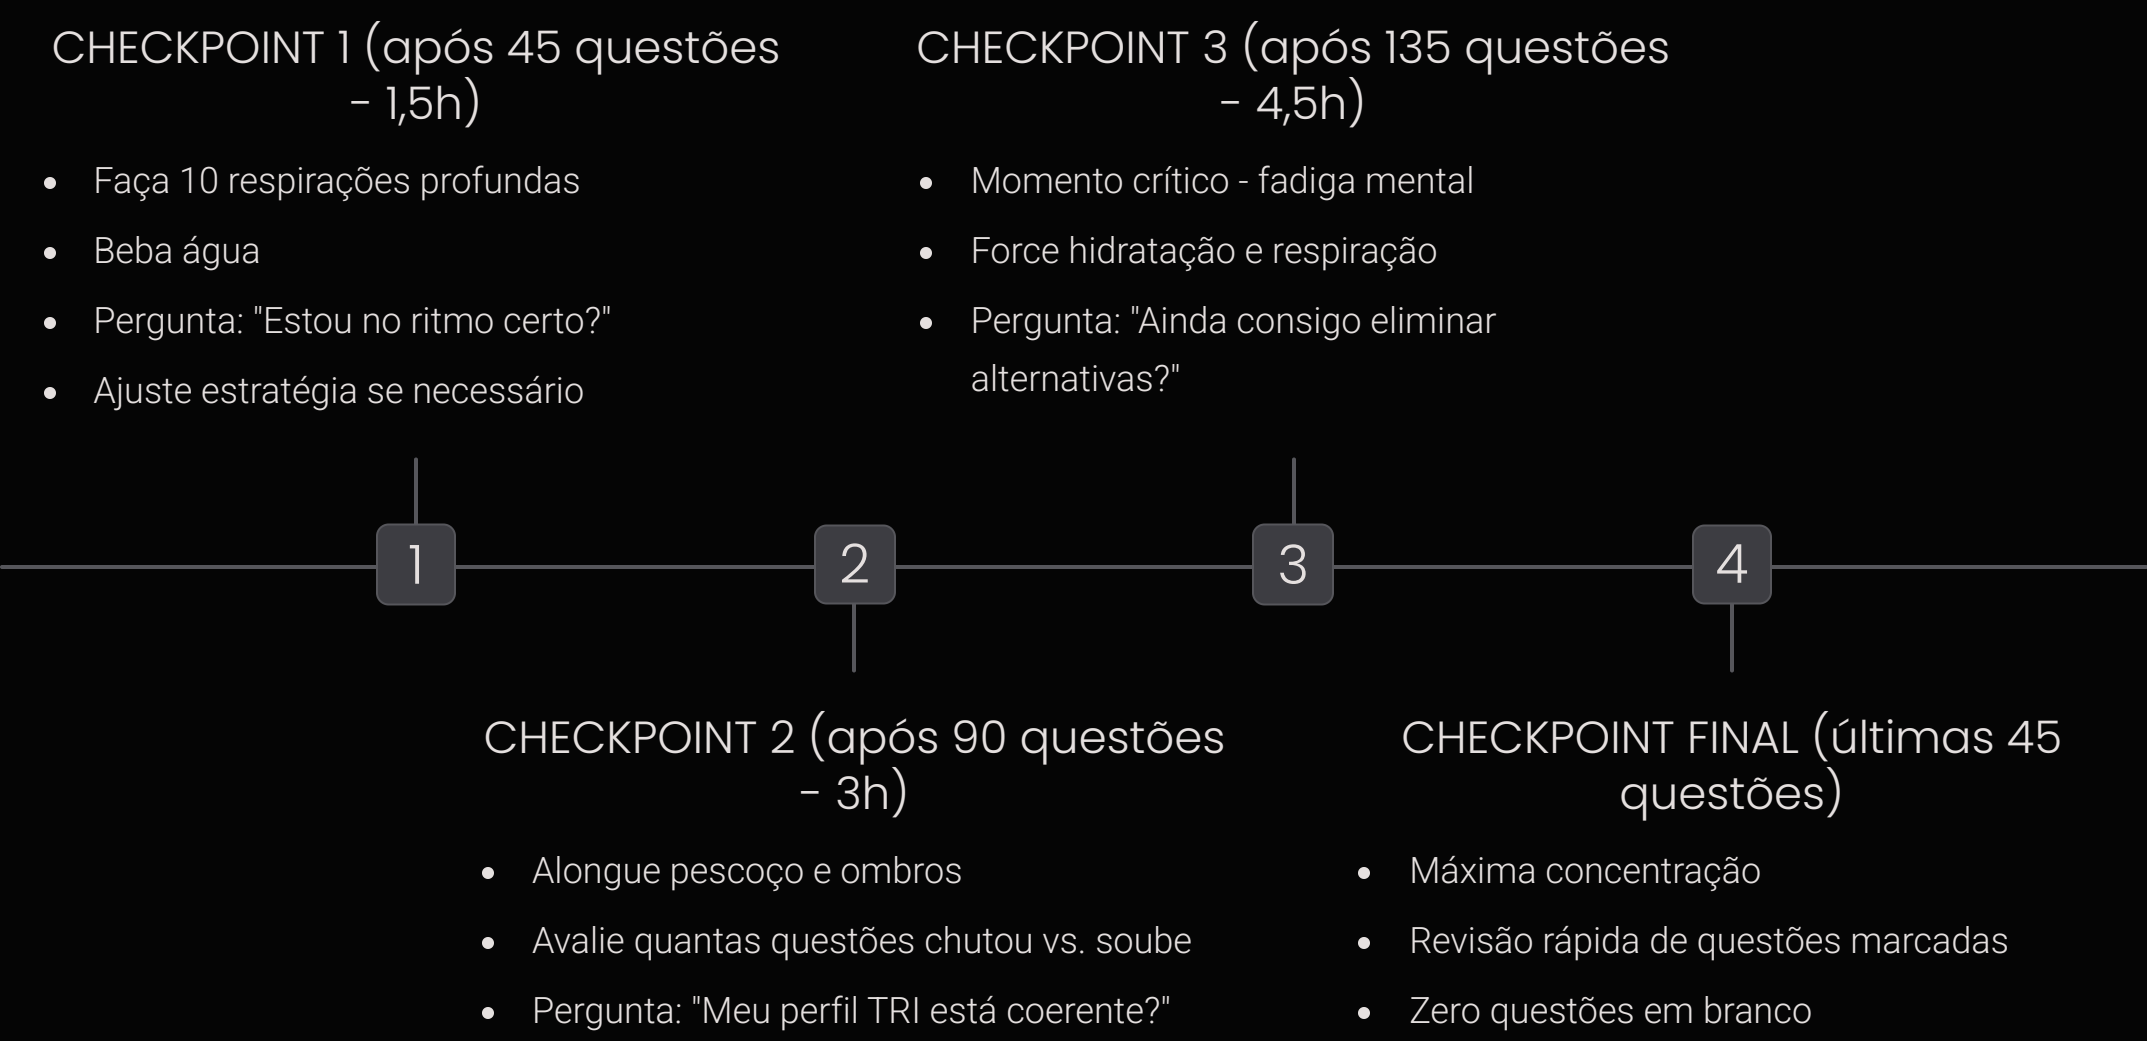 CHECKPOINT 1 (após 45 questões
- 1,5h)
• Faça 10 respirações profundas
• Beba água
• Pergunta: "Estou no ritmo certo?"
• Ajuste estratégia se necessário
CHECKPOINT 3 (após 135 questões
- 4,5h)
• Momento crítico - fadiga mental
• Force hidratação e respiração
• Pergunta: "Ainda consigo eliminar
alternativas?"
1
2
3
4
CHECKPOINT 2 (após 90 questões
- 3h)
• Alongue pescoço e ombros
• Avalie quantas questões chutou vs. soube
• Pergunta: "Meu perfil TRI está coerente?"
CHECKPOINT FINAL (últimas 45
questões)
• Máxima concentração
• Revisão rápida de questões marcadas
• Zero questões em branco